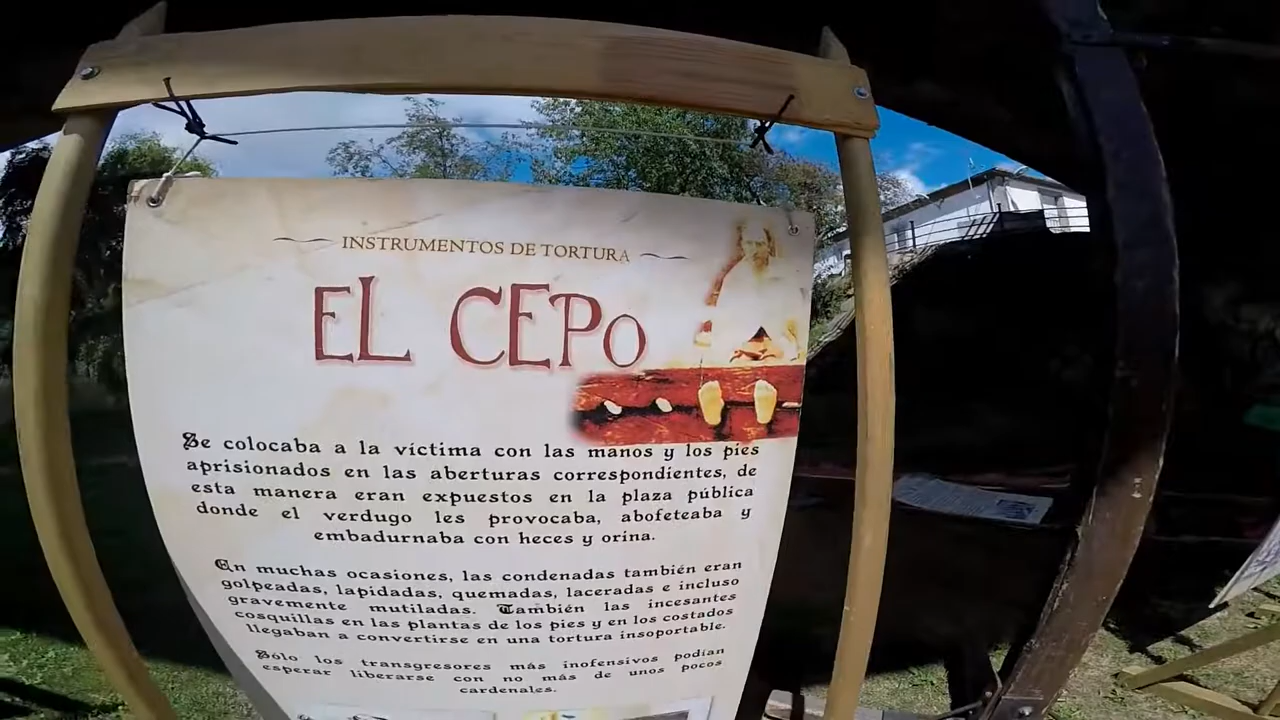 INSTRUMENTOS DE TORTURA
EL CEPO
Se colocaba a la víctima con las manos y los pies
aprisionados en las aberturas correspondientes, de
esta manera eran expuestos en la plaza pública
donde el verdugo les provocaba, abofeteaba y
embadurnaba con heces y orina.
En muchas ocasiones, las condenadas también eran
golpeadas, lapidadas, quemadas, laceradas e incluso
gravemente mutiladas. También las incesantes
cosquillas en las plantas de los pies y en los costados
llegaban a convertirse en una tortura insoportable.
Sólo los transgresores más inofensivos podían
esperar liberarse con no más de unos pocos
cardenales.